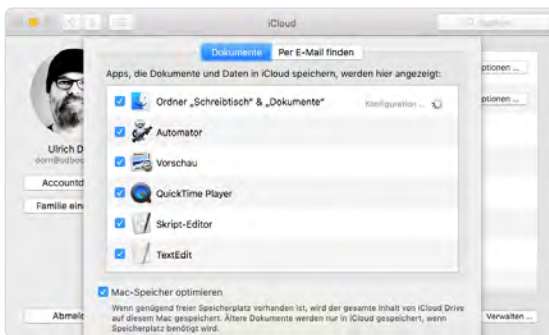 iCloud
Suchen
Dokumente
Per E-Mail finden
Apps, die Dokumente und Daten in iCloud speichern, werden hier angezeigt:
ptionen ...
Ordner „Schreibtisch“ & „Dokumente“ Konfiguration ...
ptionen ...
Automator
Ulrich D
Vorschau
Accountd
QuickTime Player
Familie ein
Skript-Editor
TextEdit
Mac-Speicher optimieren
Wenn genügend freier Speicherplatz vorhanden ist, wird der gesamte Inhalt von iCloud Drive
auf diesem Mac gespeichert. Ältere Dokumente werden nur in iCloud gespeichert, wenn
Speicherplatz benötigt wird.
Abmeld
Verwalten ...